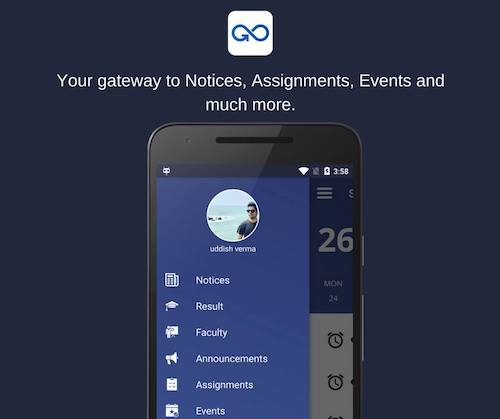 GO
Your gateway to Notices, Assignments, Events and
much more.
3:58
uddish verma
S
26
MON
24
Notices
Result
Faculty
Announcements
Assignments
Events